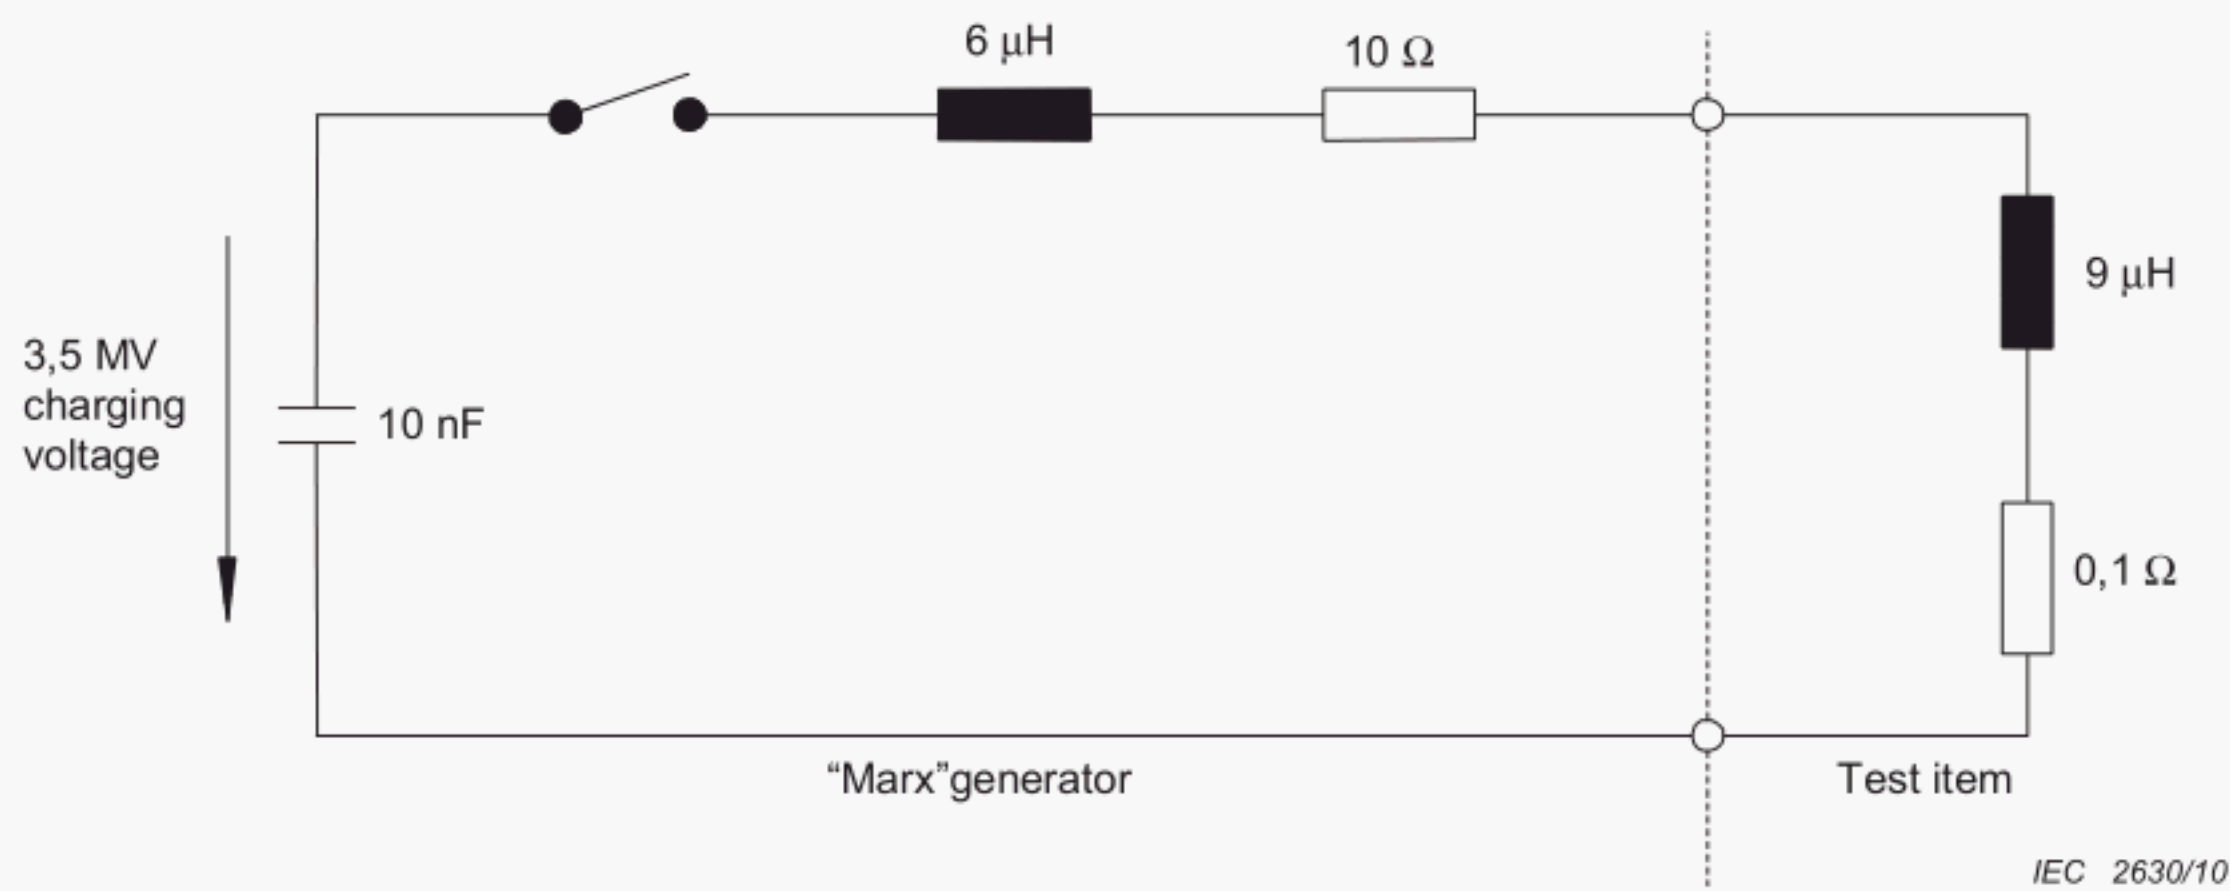 6 μH
10 Ω
9 μH
3,5 MV
charging
voltage
10 nF
0,1 Ω
“Marx”generator
Test item
IEC 2630/10